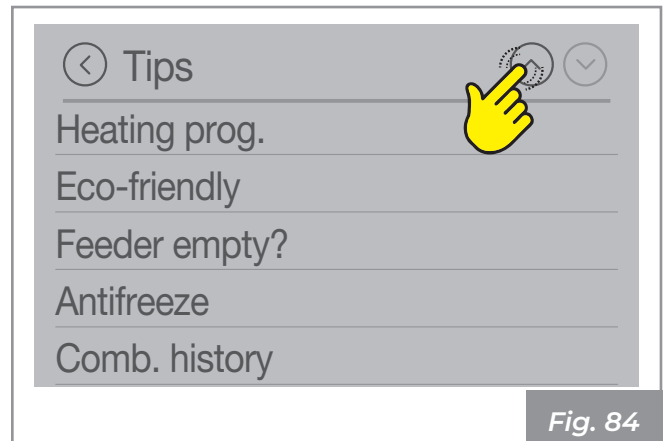 Tips
Heating prog.
Eco-friendly
Feeder empty?
Antifreeze
Comb. history
Fig. 84